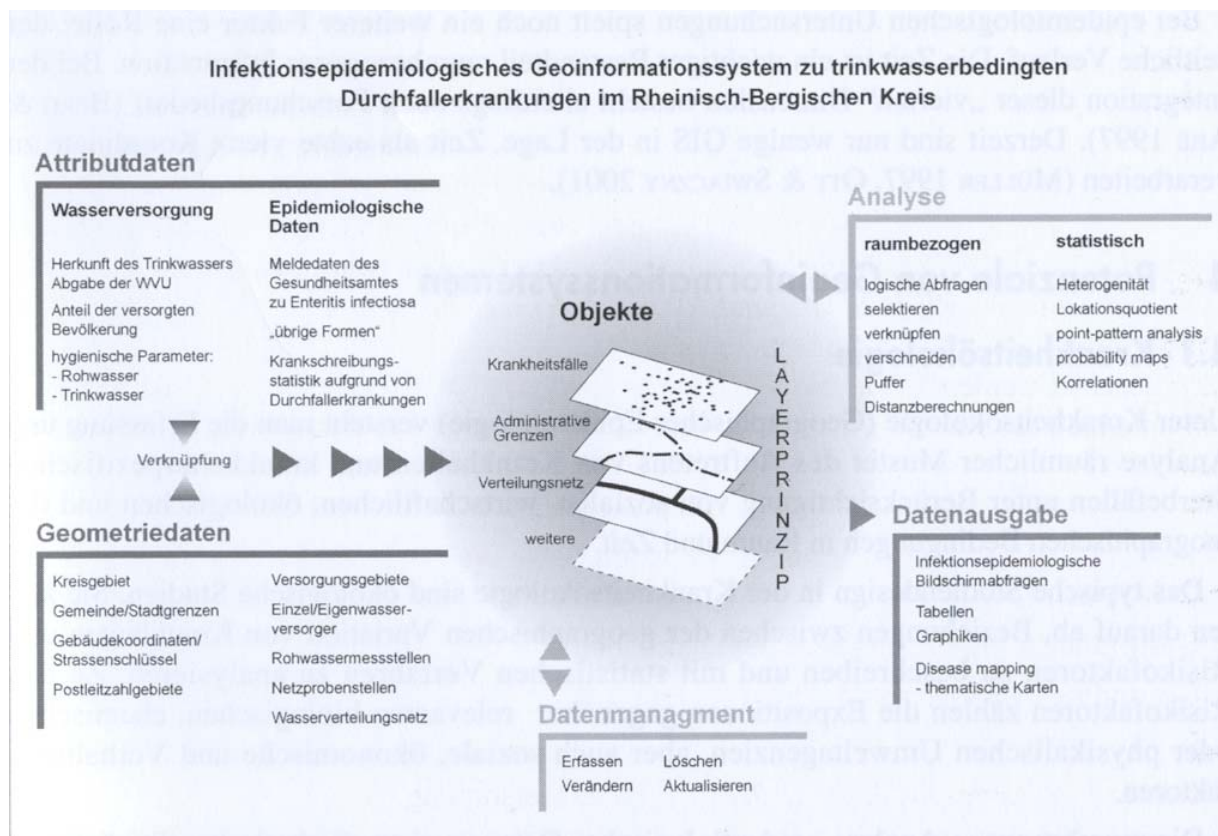 Infektionsepidemiologisches Geoinformationssystem zu trinkwasserbedingten
Durchfallerkrankungen im Rheinisch-Bergischen Kreis
Attributdaten
Wasserversorgung
Herkunft des Trinkwassers
Abgabe der WVU
Anteil der versorgten
Bevölkerung
hygienische Parameter:
- Rohwasser
- Trinkwasser
Epidemiologische
Daten
Meldedaten des
Gesundheitsamtes
zu Enteritis infectiosa
„übrige Formen"
Krankschreibungs-
statistik aufgrund von
Durchfallerkrankungen
Verknüpfung
Geometriedaten
Kreisgebiet
Gemeinde/Stadtgrenzen
Gebäudekoordinaten/
Strassenschlüssel
Postleitzahlgebiete
Versorgungsgebiete
Einzel/Eigenwasser-
versorger
Rohwassermessstellen
Netzprobenstellen
Wasserverteilungsnetz
Objekte
Krankheitsfälle
Administrative
Grenzen
Verteilungsnetz
weitere
LAYERPRINZIP
Datenmanagment
Erfassen Löschen
Verändern Aktualisieren
Analyse
raumbezogen
logische Abfragen
selektieren
verknüpfen
verschneiden
Puffer
Distanzberechnungen
statistisch
Heterogenität
Lokationsquotient
point-pattern analysis
probability maps
Korrelationen
Datenausgabe
Infektionsepidemiologische
Bildschirmabfragen
Tabellen
Graphiken
Disease mapping
- thematische Karten